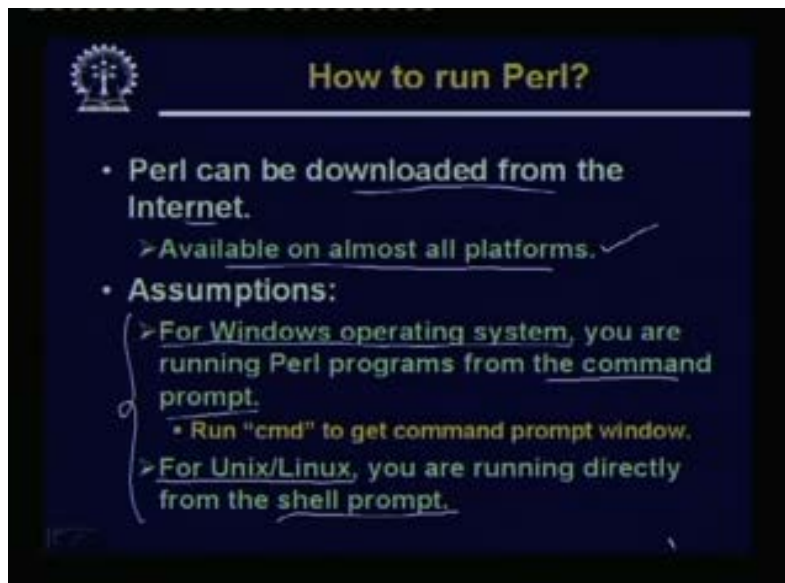 How to run Perl?
• Perl can be downloaded from the
Internet.
➢Available on almost all platforms.
• Assumptions:
➢For Windows operating system, you are
running Perl programs from the command
prompt.
• Run “cmd” to get command prompt window.
➢For Unix/Linux, you are running directly
from the shell prompt.